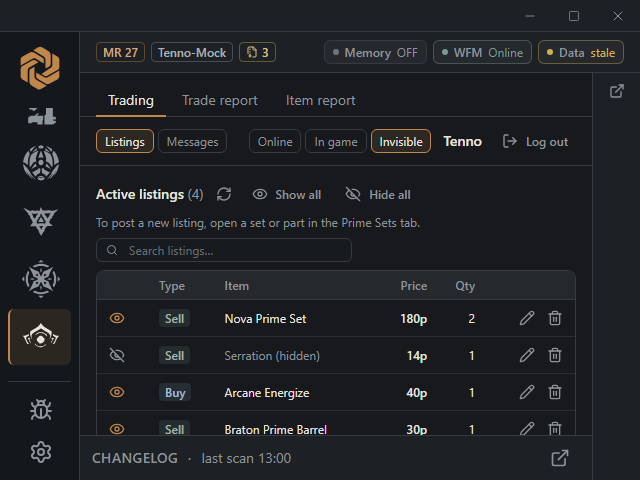 MR 27 Tenno-Mock 3 Memory OFF WFM Online Data stale
Trading Trade report Item report
Listings Messages Online In game Invisible Tenno Log out
Active listings (4) Show all Hide all
To post a new listing, open a set or part in the Prime Sets tab.
Search listings...
Type Item Price Qty
Sell Nova Prime Set 180p 2
Sell Serration (hidden) 14p 1
Buy Arcane Energize 40p 1
Sell Braton Prime Barrel 30p 1
CHANGELOG · last scan 13:00